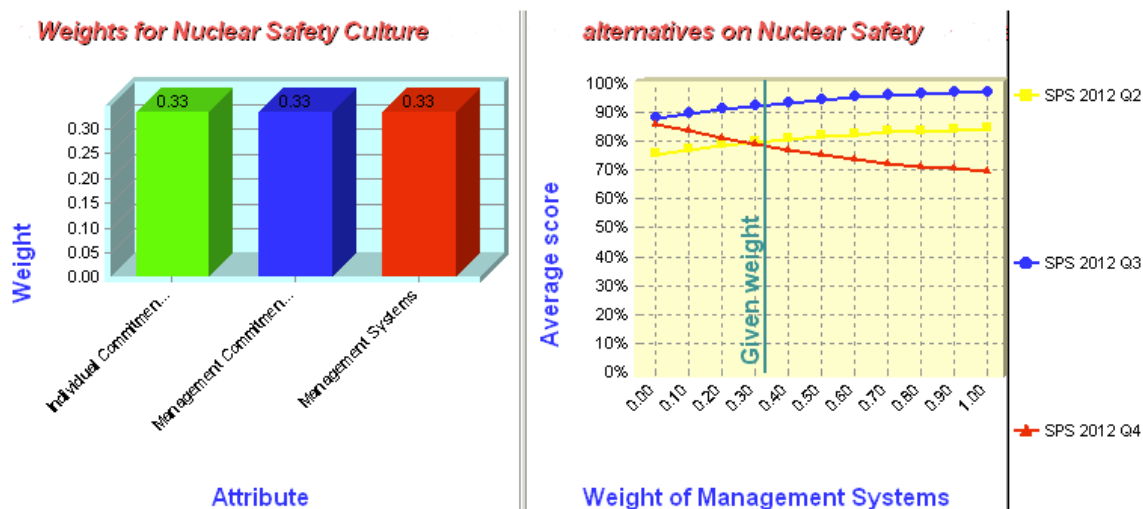 Weights for Nuclear Safety Culture
0.33
0.33
0.33
0.30
0.25
0.20
0.15
0.10
0.05
0.00
Weight
Individual Commitmen...
Management Commitmen...
Management Systems
Attribute
alternatives on Nuclear Safety
100%
90%
80%
70%
60%
50%
40%
30%
20%
10%
0%
Average score
Given weight
0.00
0.10
0.20
0.30
0.40
0.50
0.60
0.70
0.80
0.90
1.00
Weight of Management Systems
SPS 2012 Q2
SPS 2012 Q3
SPS 2012 Q4